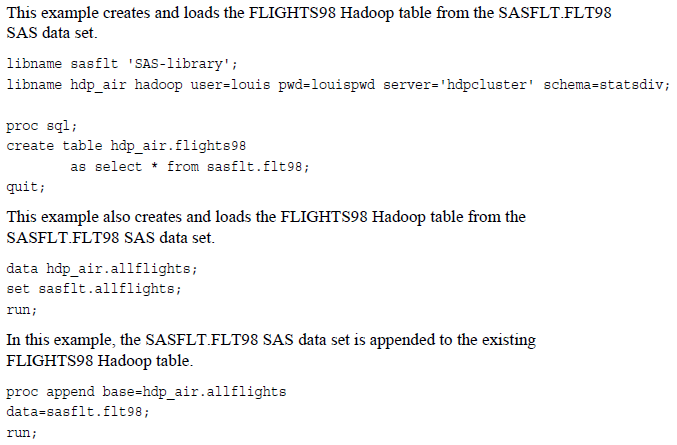 This example creates and loads the FLIGHTS98 Hadoop table from the SASFLT.FLT98
SAS data set.
libname sasflt 'SAS-library';
libname hdp_air hadoop user=louis pwd=louispwd server='hdpcluster' schema=statsdiv;
proc sql;
create table hdp_air.flights98
as select * from sasflt.flt98;
quit;
This example also creates and loads the FLIGHTS98 Hadoop table from the
SASFLT.FLT98 SAS data set.
data hdp_air.allflights;
set sasflt.allflights;
run;
In this example, the SASFLT.FLT98 SAS data set is appended to the existing
FLIGHTS98 Hadoop table.
proc append base=hdp_air.allflights
data=sasflt.flt98;
run;